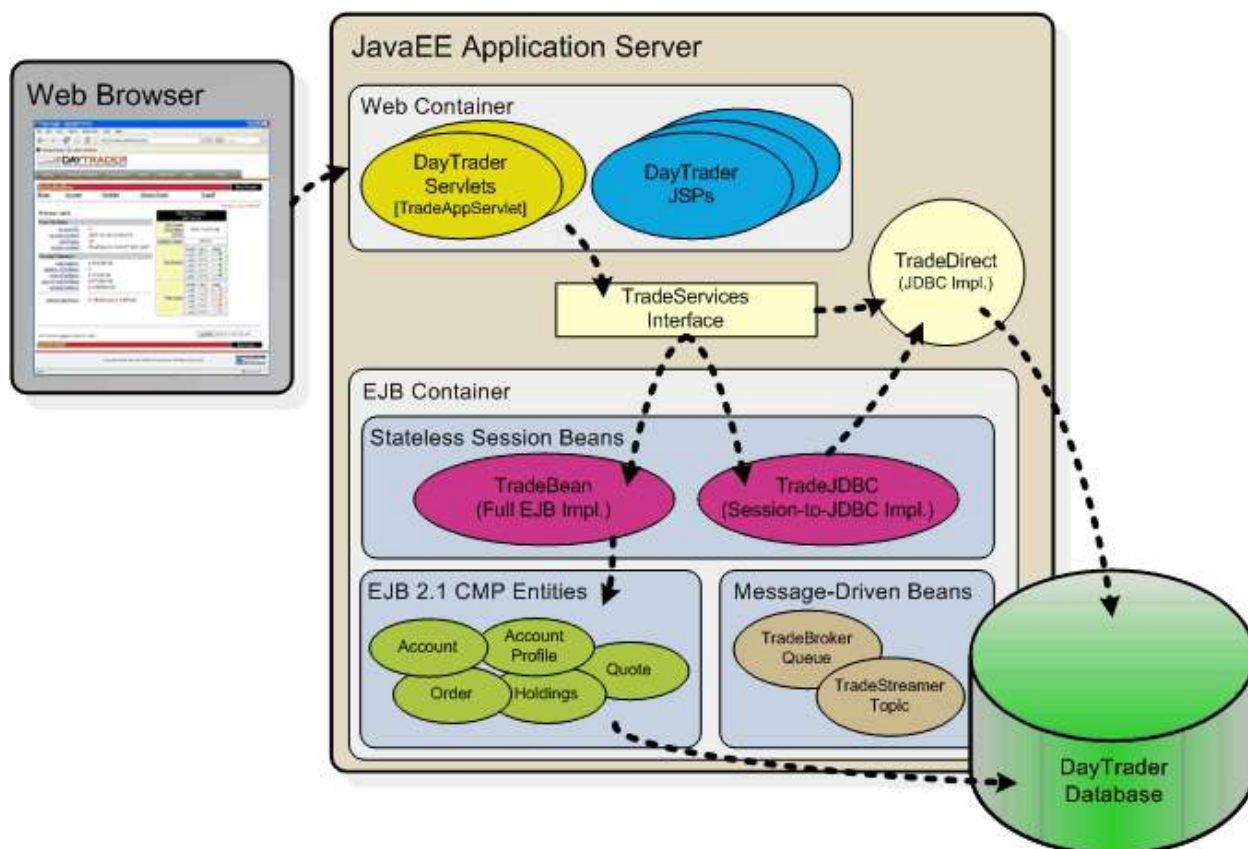 JavaEE Application Server
Web Browser
DAYTRADER
Web Container
DayTrader
Servlets
[TradeAppServlet]
DayTrader
JSPs
TradeDirect
(JDBC Impl.)
TradeServices
Interface
EJB Container
Stateless Session Beans
TradeBean
(Full EJB Impl.)
TradeJDBC
(Session-to-JDBC Impl.)
EJB 2.1 CMP Entities
Account
Account
Profile
Quote
Order
Holdings
Message-Driven Beans
TradeBroker
Queue
TradeStreamer
Topic
DayTrader
Database